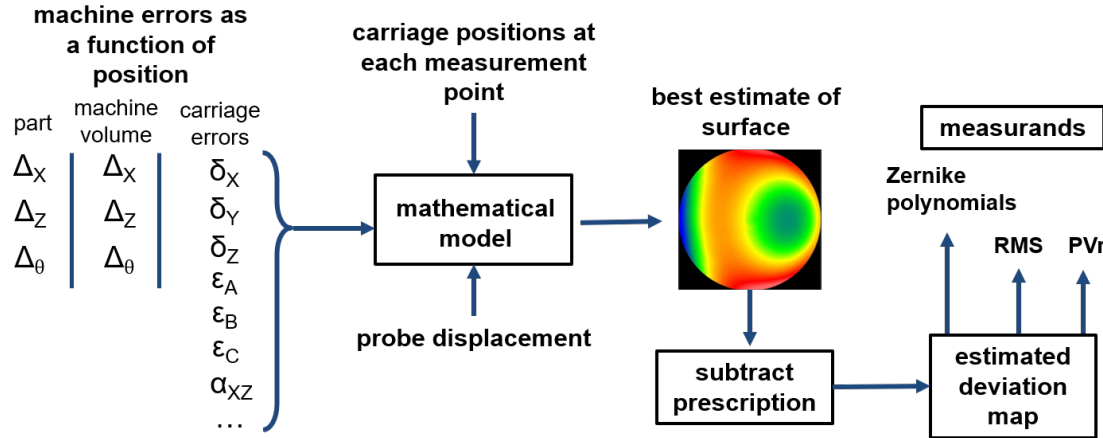 machine errors as
a function of
position
part
machine
volume
carriage
errors
ΔX
ΔX
δX
ΔZ
ΔZ
δY
Δθ
Δθ
δZ
εA
εB
εC
αXZ
...
carriage positions at
each measurement
point
mathematical
model
probe displacement
best estimate of
surface
subtract
prescription
measurands
Zernike
polynomials
RMS
PVr
estimated
deviation
map